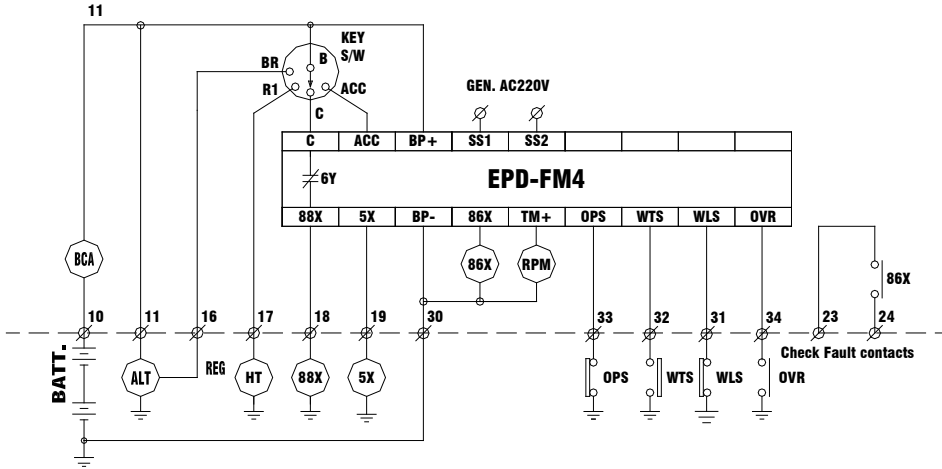 11
KEY
S/W
BR
B
R1
ACC
C
GEN. AC220V
C ACC BP+ SS1 SS2
6Y
EPD-FM4
88X 5X BP- 86X TM+ OPS WTS WLS OVR
BCA
86X
RPM
86X
10 11 16 17 18 19 30 33 32 31 34 23 24
Check Fault contacts
BATT.
ALT
REG
HT
88X
5X
OPS
WTS
WLS
OVR